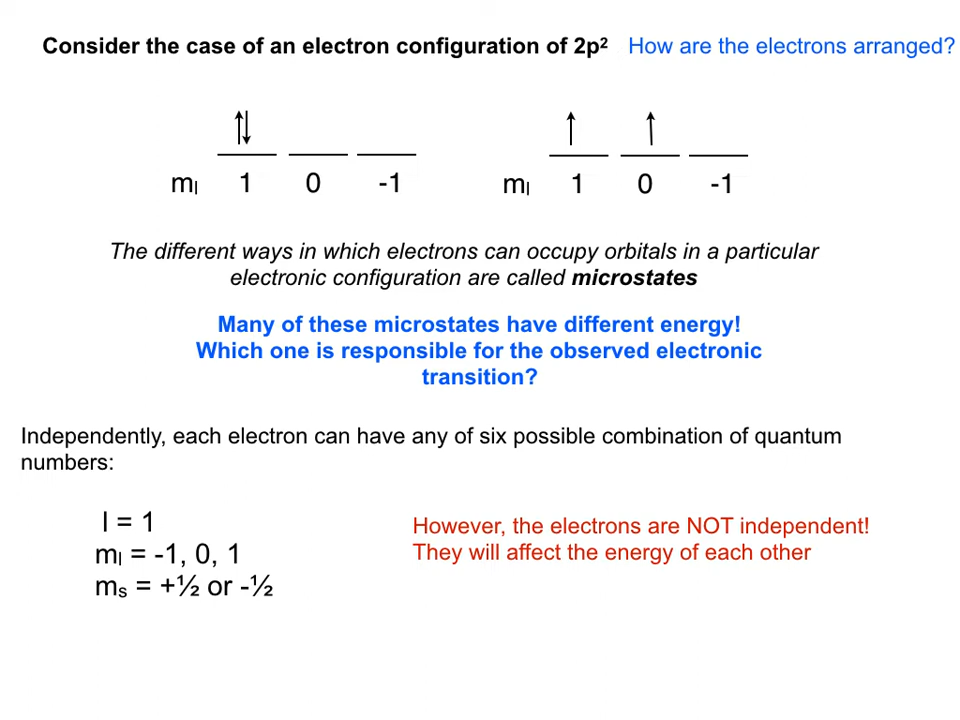 Consider the case of an electron configuration of 2p² How are the electrons arranged?
mₗ 1 0 -1 mₗ 1 0 -1
The different ways in which electrons can occupy orbitals in a particular
electronic configuration are called microstates
Many of these microstates have different energy!
Which one is responsible for the observed electronic
transition?
Independently, each electron can have any of six possible combination of quantum
numbers:
l = 1
mₗ = -1, 0, 1
mₛ = +½ or -½
However, the electrons are NOT independent!
They will affect the energy of each other